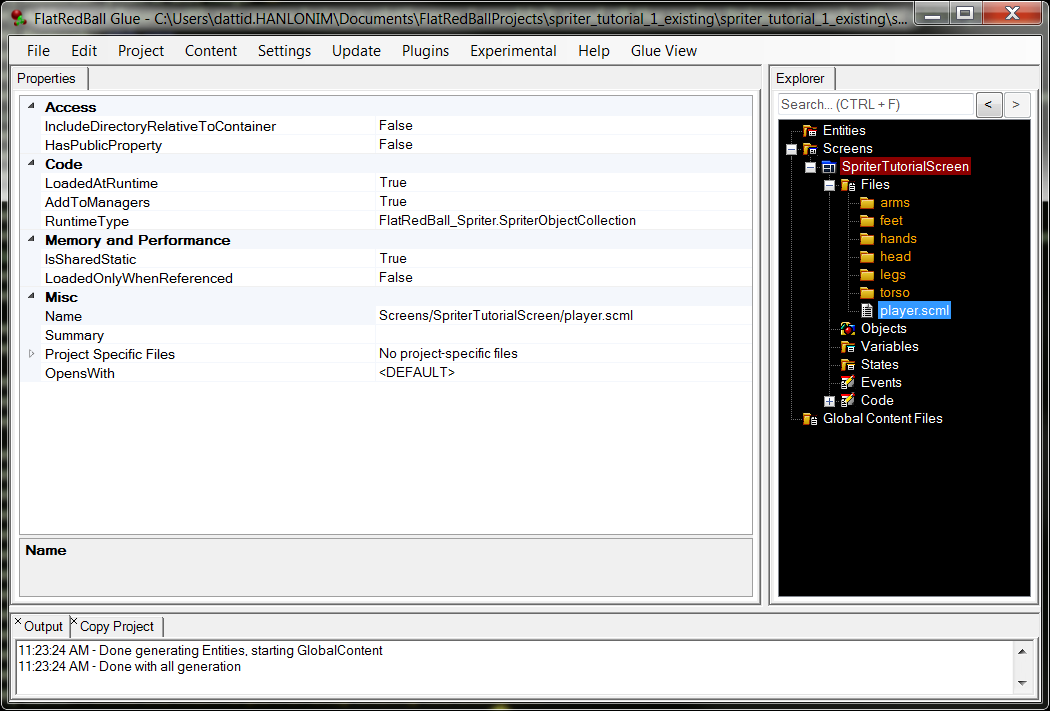 FlatRedBall Glue - C:\Users\dattid.HANLONIM\Documents\FlatRedBallProjects\spriter_tutorial_1_existing\spriter_tutorial_1_existing\s...
File Edit Project Content Settings Update Plugins Experimental Help Glue View
Properties
Access
IncludeDirectoryRelativeToContainer False
HasPublicProperty False
Code
LoadedAtRuntime True
AddToManagers True
RuntimeType FlatRedBall_Spriter.SpriterObjectCollection
Memory and Performance
IsSharedStatic True
LoadedOnlyWhenReferenced False
Misc
Name Screens/SpriterTutorialScreen/player.scml
Summary
Project Specific Files No project-specific files
OpensWith <DEFAULT>
Name
Explorer
Search... (CTRL + F) < >
Entities
Screens
SpriterTutorialScreen
Files
arms
feet
hands
head
legs
torso
player.scml
Objects
Variables
States
Events
Code
Global Content Files
Output Copy Project
11:23:24 AM - Done generating Entities, starting GlobalContent
11:23:24 AM - Done with all generation